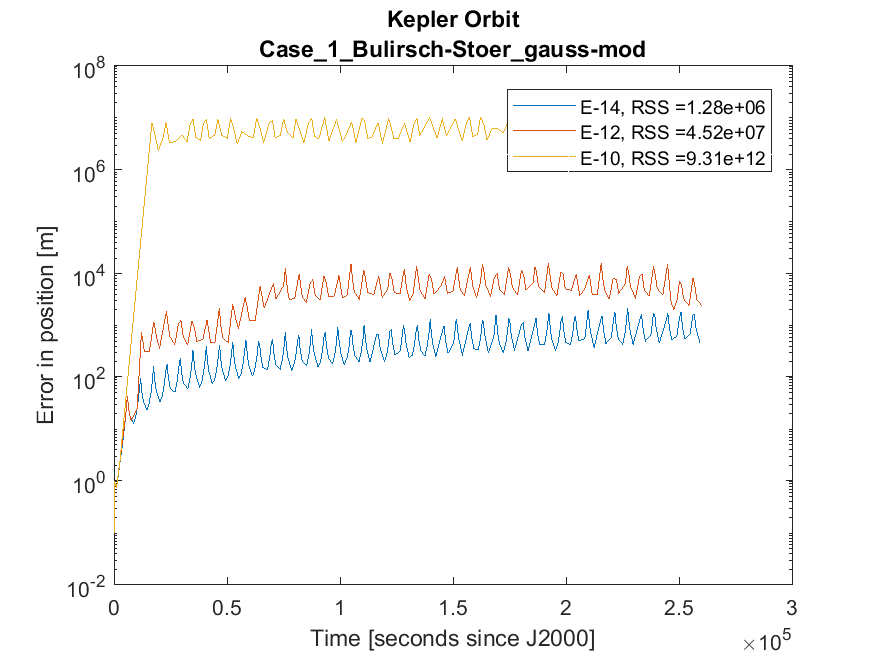 Kepler Orbit
Case_1_Bulirsch-Stoer_gauss-mod
10^8
10^6
10^4
10^2
10^0
10^-2
Error in position [m]
E-14, RSS =1.28e+06
E-12, RSS =4.52e+07
E-10, RSS =9.31e+12
0 0.5 1 1.5 2 2.5 3
Time [seconds since J2000]
×10^5